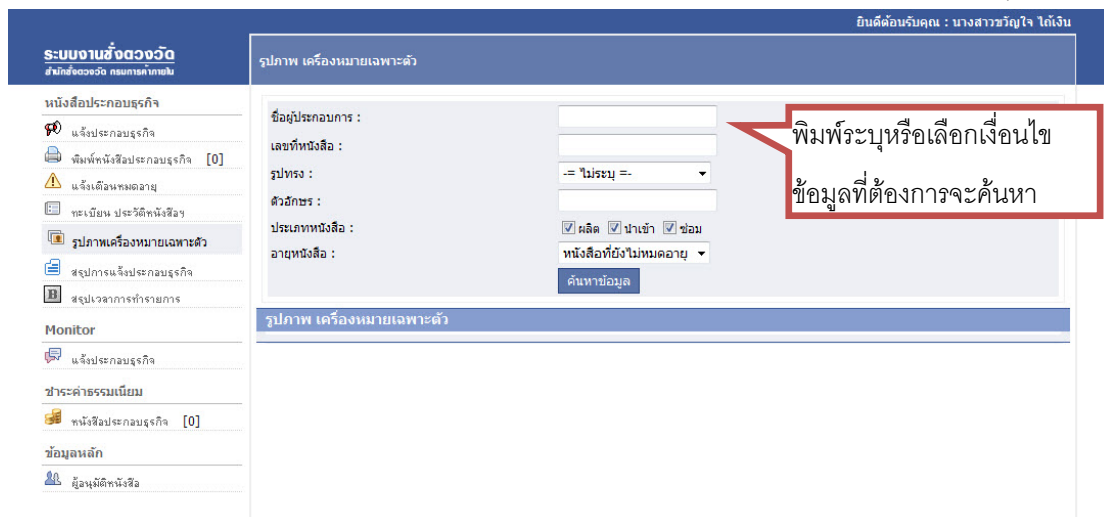 ยินดีต้อนรับคุณ : นางสาวขวัญใจ ได้เงิน
ระบบงานชั่งตวงวัด
สำนักชั่งตวงวัด กรมการค้าภายใน
รูปภาพ เครื่องหมายเฉพาะตัว
หนังสือประกอบธุรกิจ
แจ้งประกอบธุรกิจ
พิมพ์หนังสือประกอบธุรกิจ [0]
แจ้งเตือนหมดอายุ
ทะเบียน ประวัติหนังสือฯ
รูปภาพเครื่องหมายเฉพาะตัว
สรุปการแจ้งประกอบธุรกิจ
สรุปเวลาการทำรายการ
Monitor
แจ้งประกอบธุรกิจ
ชำระค่าธรรมเนียม
หนังสือประกอบธุรกิจ [0]
ข้อมูลหลัก
ผู้อนุมัติหนังสือ
ชื่อผู้ประกอบการ :
เลขที่หนังสือ :
รูปทรง : -= ไม่ระบุ =-
ตัวอักษร :
ประเภทหนังสือ : ผลิต นำเข้า ซ่อม
อายุหนังสือ : หนังสือที่ยังไม่หมดอายุ
ค้นหาข้อมูล
รูปภาพ เครื่องหมายเฉพาะตัว
พิมพ์ระบุหรือเลือกเงื่อนไข
ข้อมูลที่ต้องการจะค้นหา